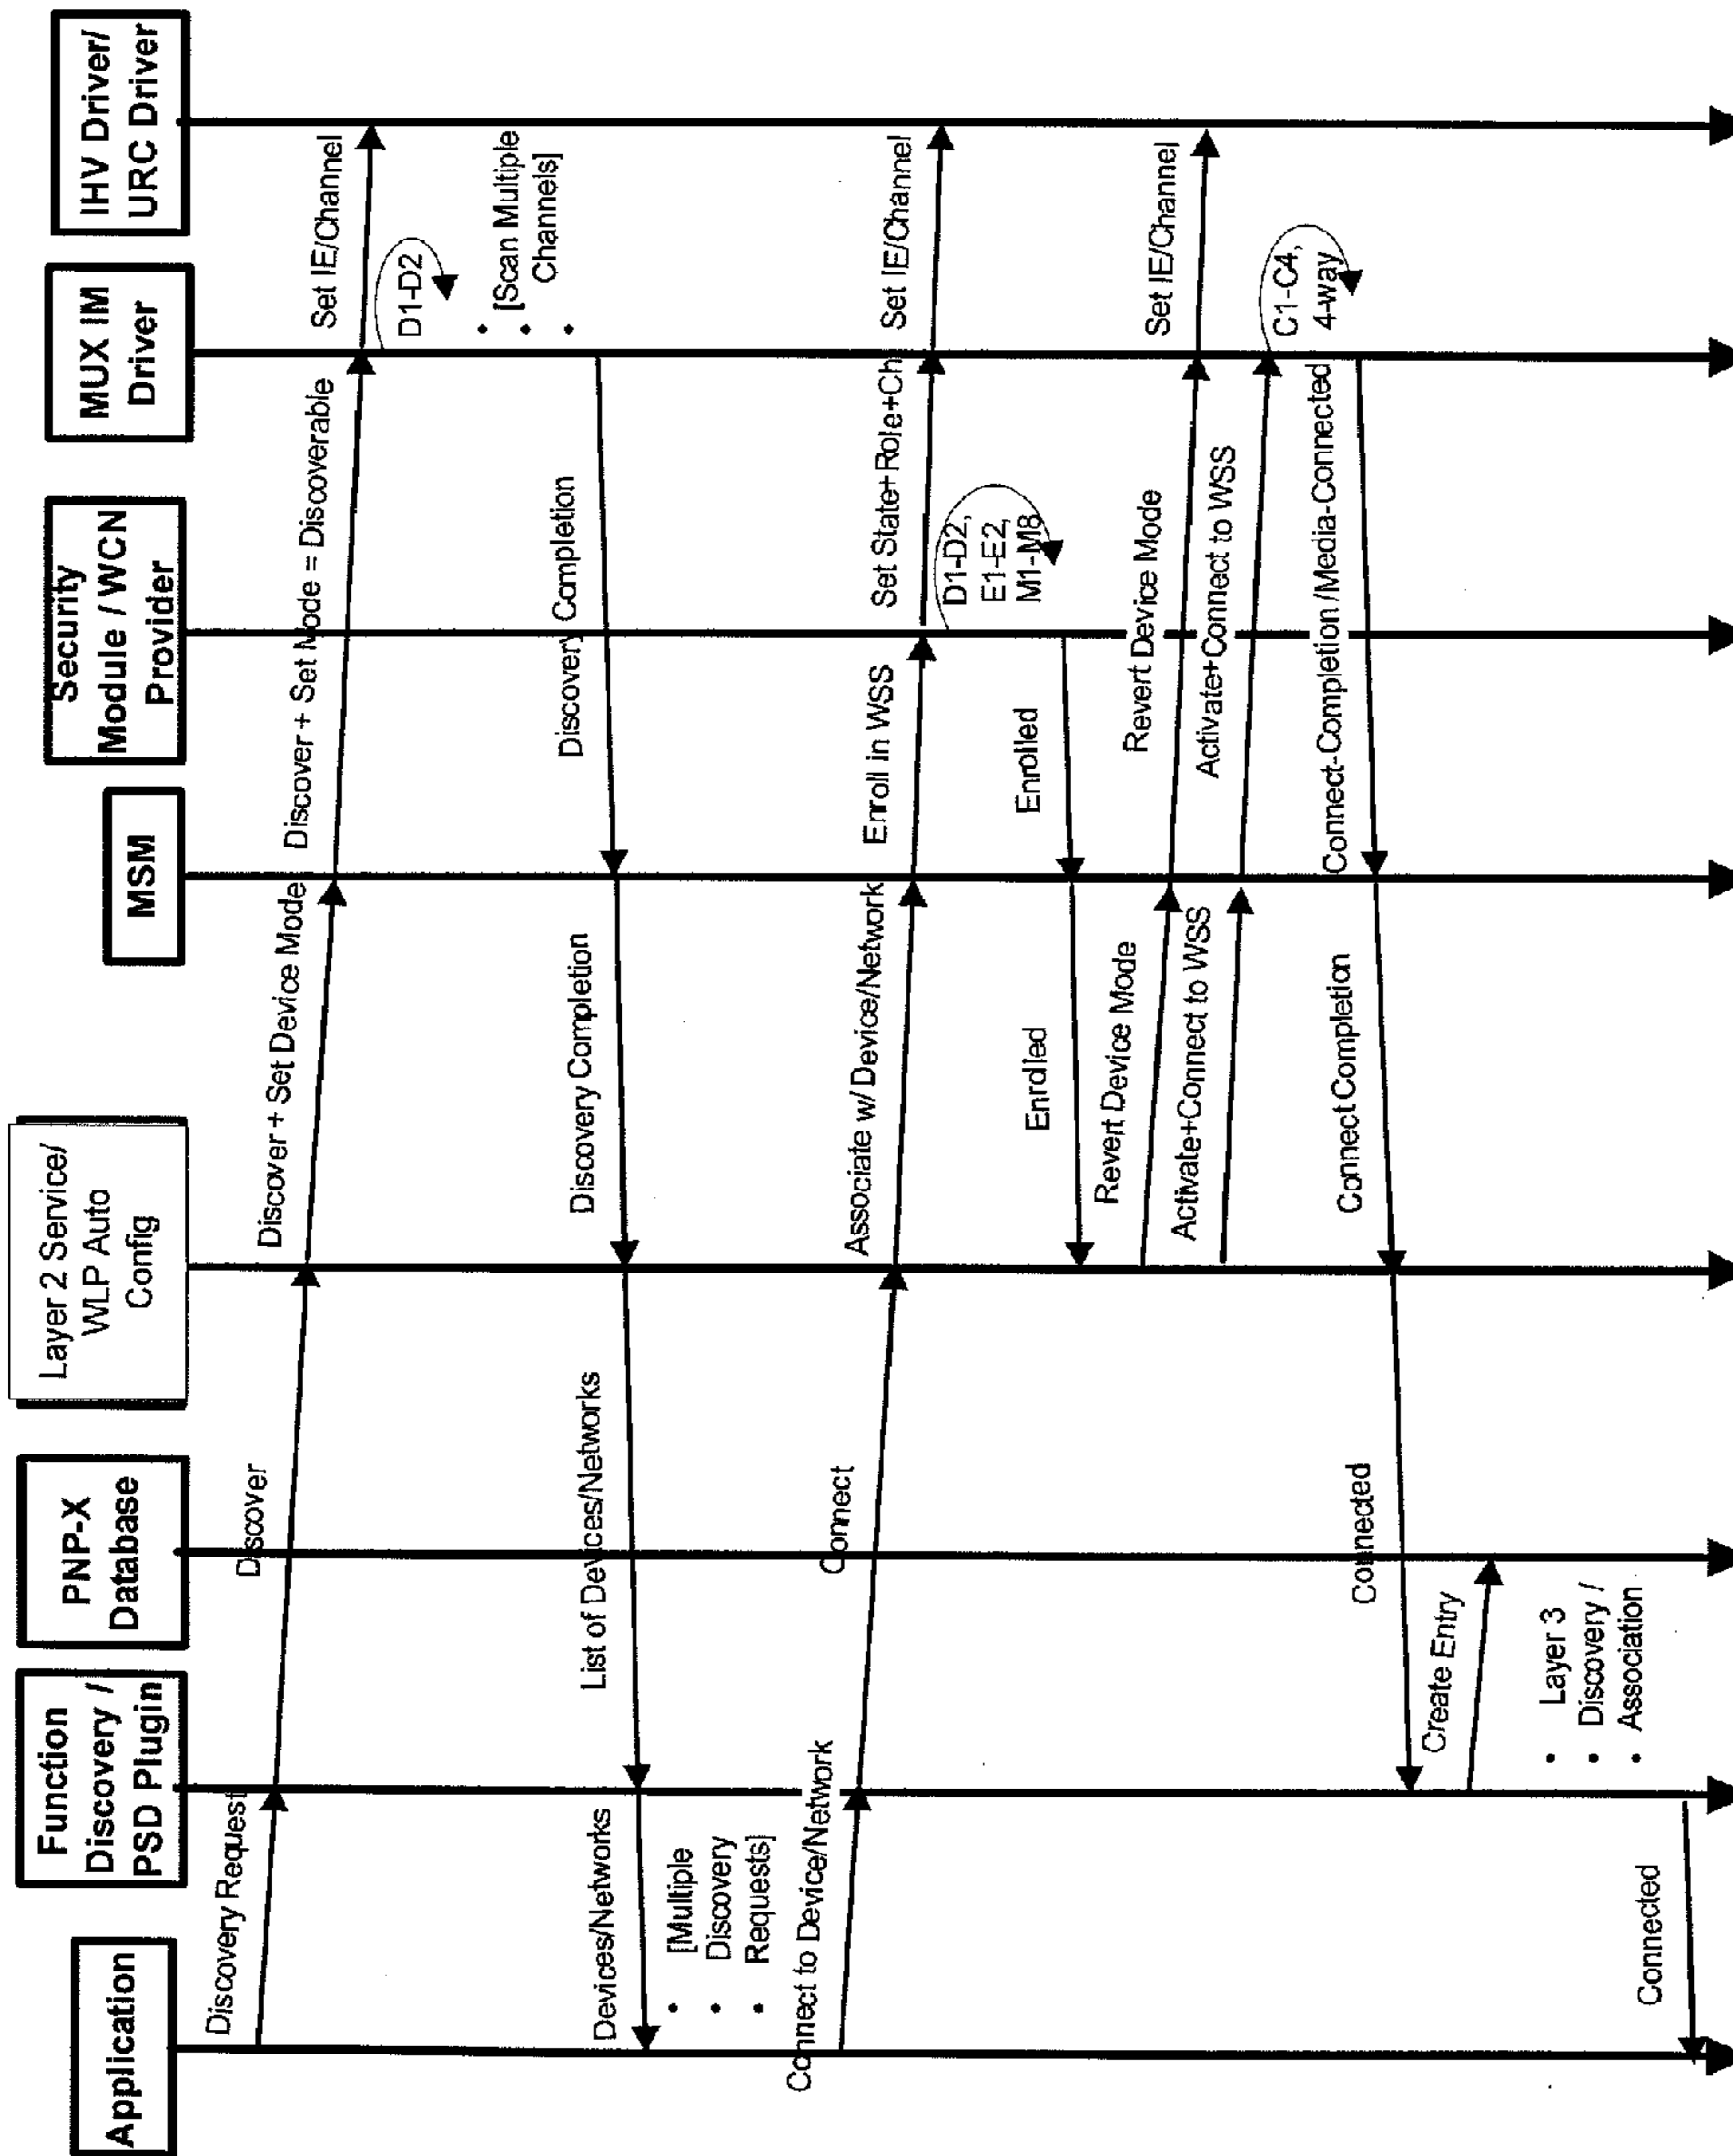 Application
Function
Discovery /
PSD Plugin
PNP-X
Database
Layer 2 Service/
WLP Auto
Config
MSM
Security
Module / WCN
Provider
MUX IM
Driver
IHV Driver/
URC Driver
Discovery Request
Discover
Discover + Set Device Mode
Discover + Set Mode = Discoverable
Set IE/Channel
D1-D2
• [Scan Multiple
• Channels]
•
Discovery Completion
Discovery Completion
List of Devices/Networks
Devices/Networks
• [Multiple
• Discovery
• Requests]
Connect to Device/Network
Connect
Associate w/ Device/Network
Enroll in WSS
Set State+Role+Ch
Set IE/Channel
D1-D2,
E1-E2,
M1-M8
Enrolled
Enrolled
Revert Device Mode
Revert Device Mode
Set IE/Channel
Activate+Connect to WSS
Activate+Connect to WSS
C1-C4,
4-way
Connect-Completion/Media-Connected
Connect Completion
Connected
Create Entry
• Layer 3
• Discovery /
• Association
Connected